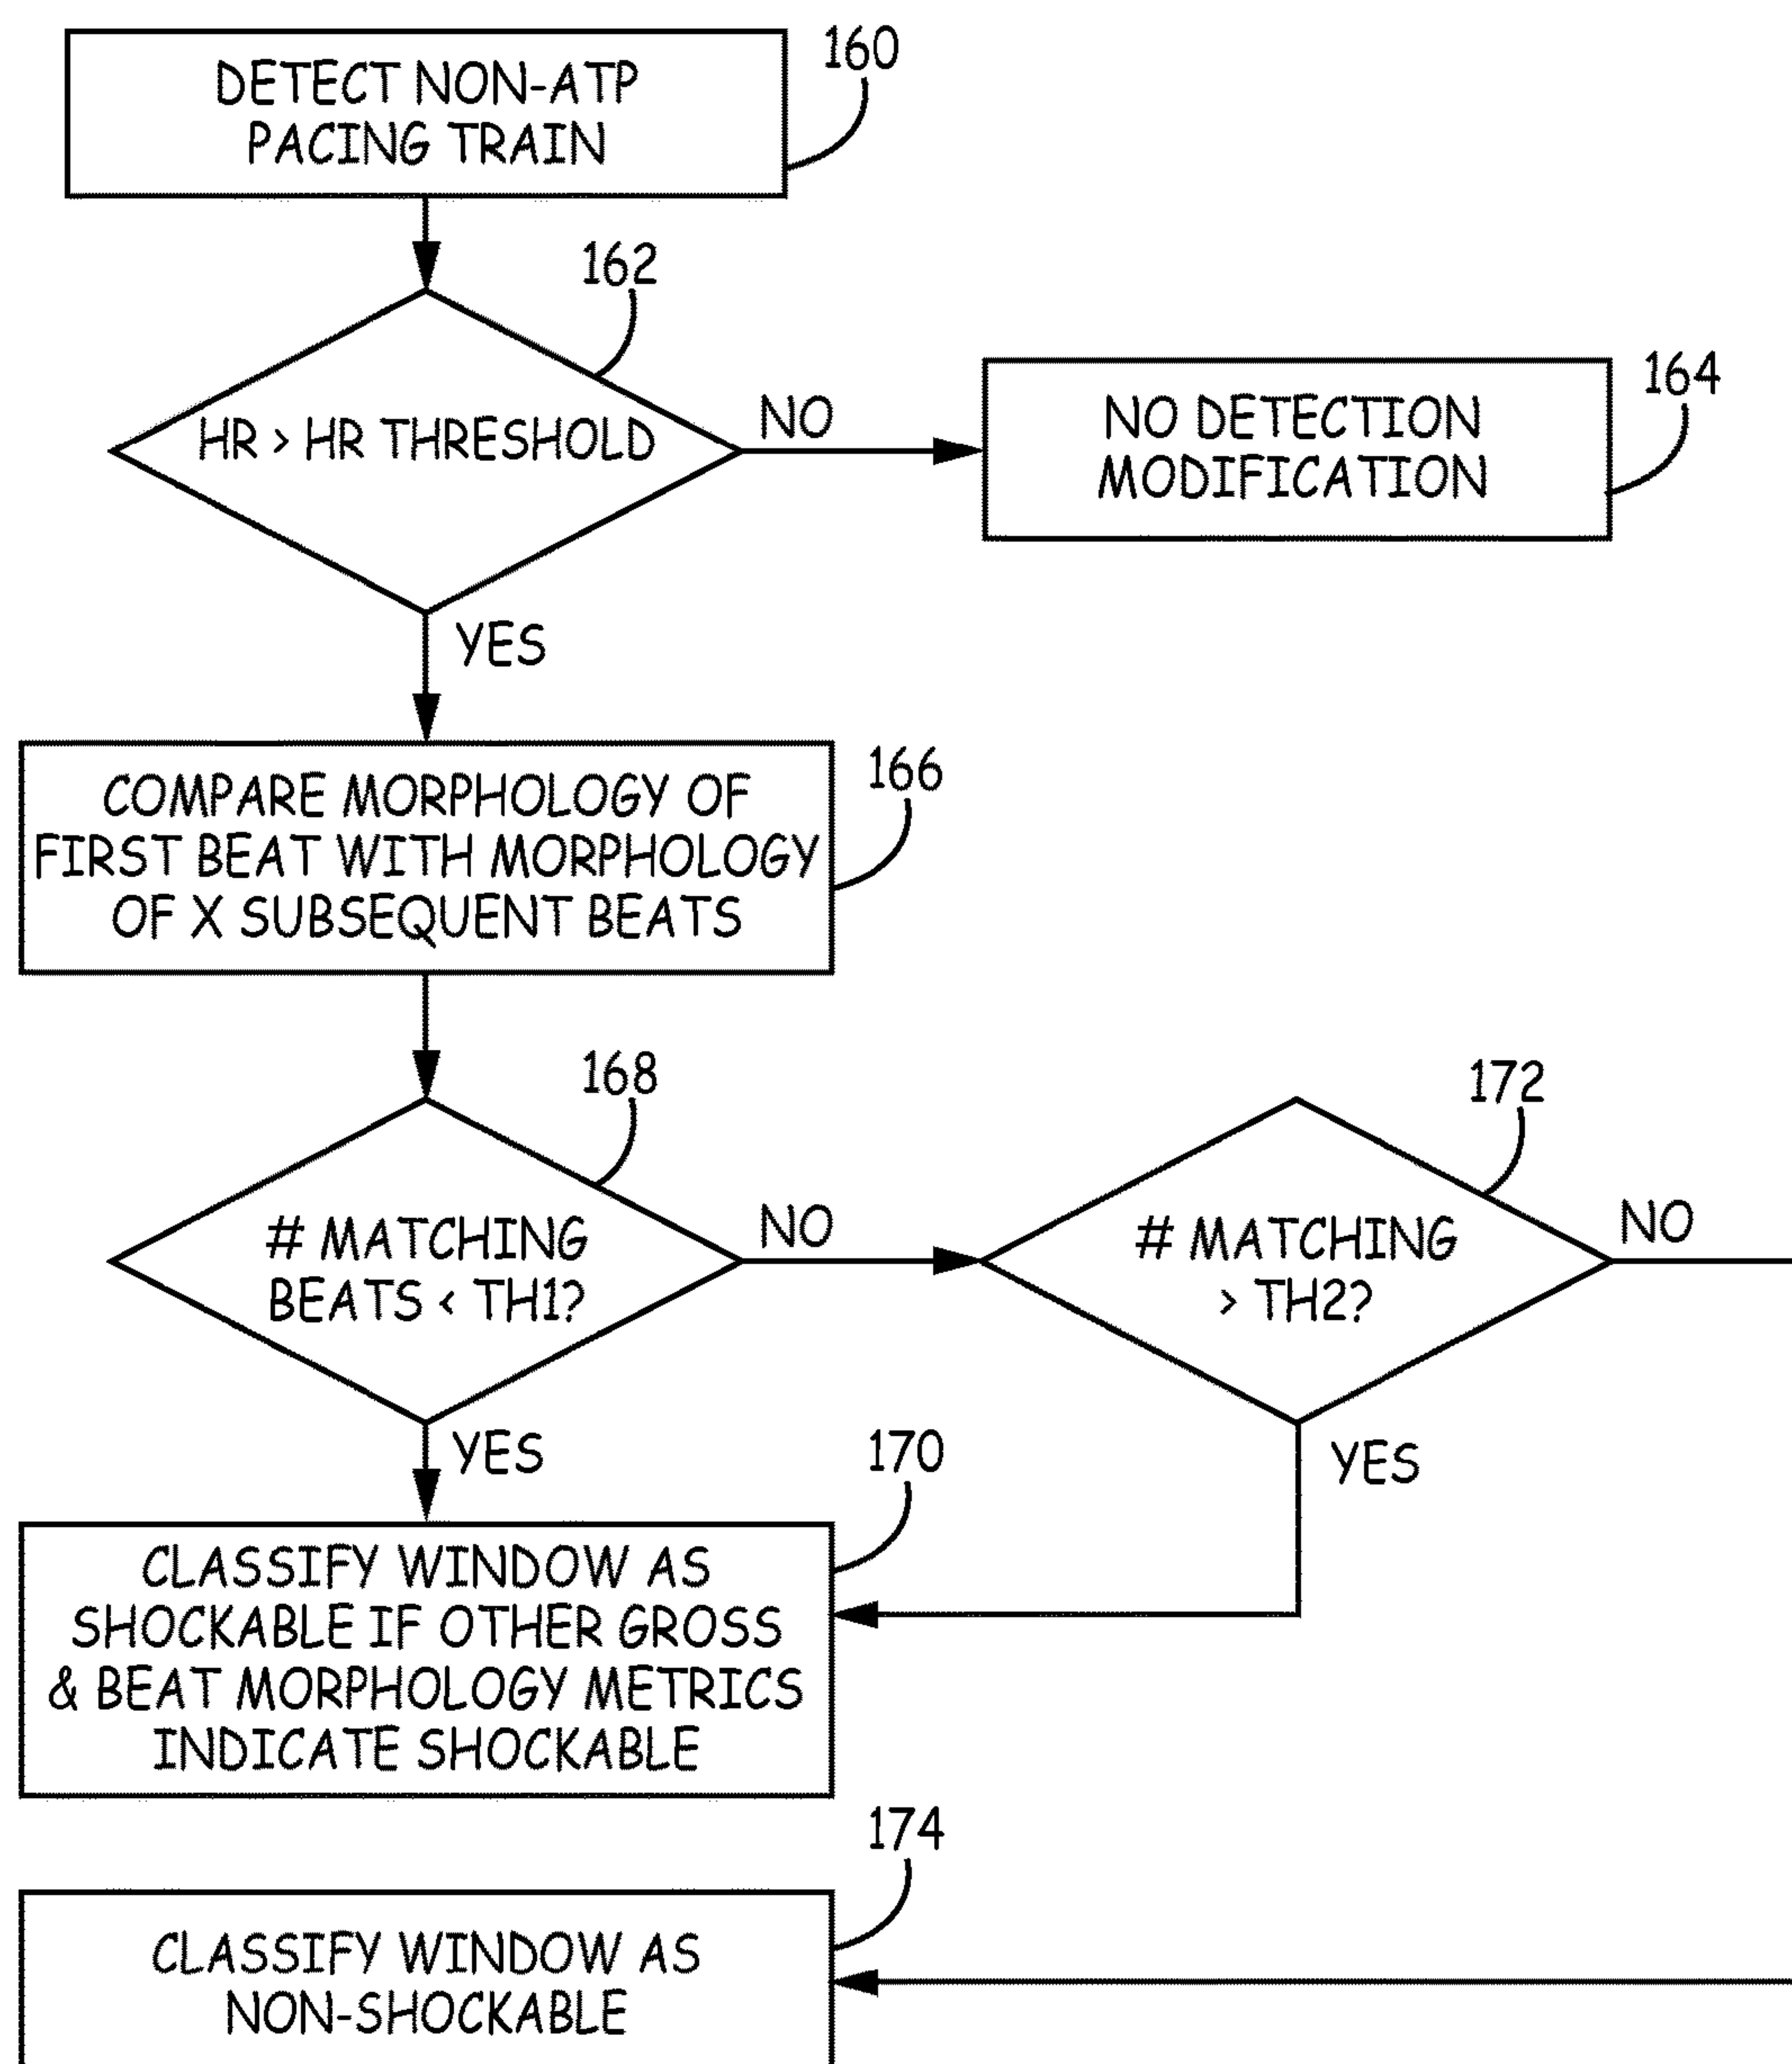 DETECT NON-ATP
PACING TRAIN
160
162
HR > HR THRESHOLD
NO
NO DETECTION
MODIFICATION
164
YES
COMPARE MORPHOLOGY OF
FIRST BEAT WITH MORPHOLOGY
OF X SUBSEQUENT BEATS
166
168
# MATCHING
BEATS < TH1?
NO
172
# MATCHING
> TH2?
NO
YES
YES
170
CLASSIFY WINDOW AS
SHOCKABLE IF OTHER GROSS
& BEAT MORPHOLOGY METRICS
INDICATE SHOCKABLE
174
CLASSIFY WINDOW AS
NON-SHOCKABLE